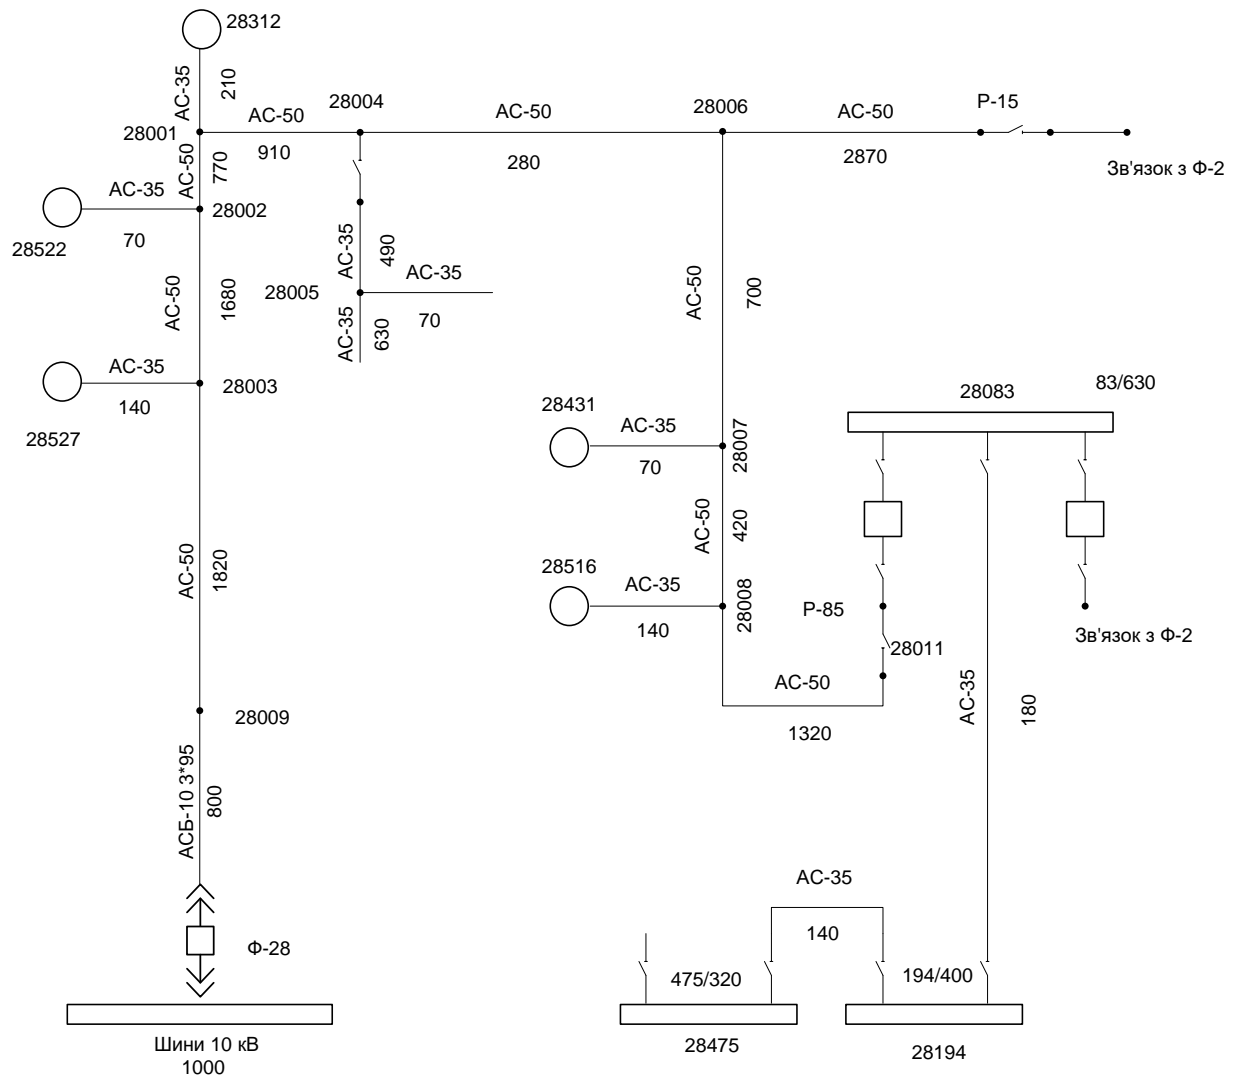 28312
АС-35
210
28001
АС-50
910
28004
АС-50
280
28006
АС-50
2870
Р-15
Зв'язок з Ф-2
АС-50
770
АС-35
70
28522
28002
АС-50
1680
АС-35
140
28527
28003
АС-35
490
28005
АС-35
70
АС-35
630
АС-50
700
28431
АС-35
70
28007
АС-50
420
28516
АС-35
140
28008
АС-50
1320
28083
83/630
Р-85
28011
Зв'язок з Ф-2
АС-35
180
АС-50
1820
28009
АСБ-10 3*95
800
Ф-28
Шини 10 кВ
1000
АС-35
140
475/320
194/400
28475
28194